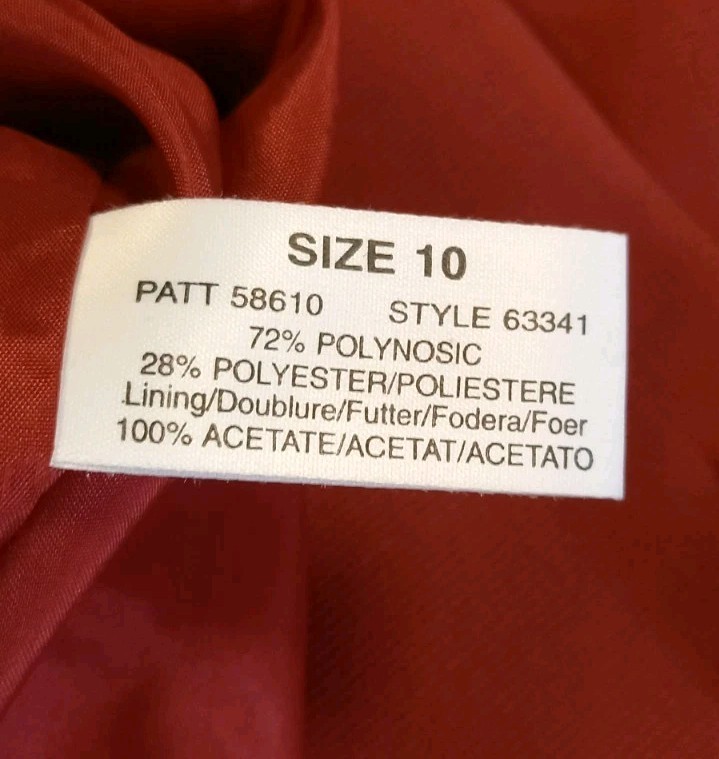 SIZE 10
PATT 58610 STYLE 63341
72% POLYNOSIC
28% POLYESTER/POLIESTERE
Lining/Doublure/Futter/Fodera/Foer
100% ACETATE/ACETAT/ACETATO